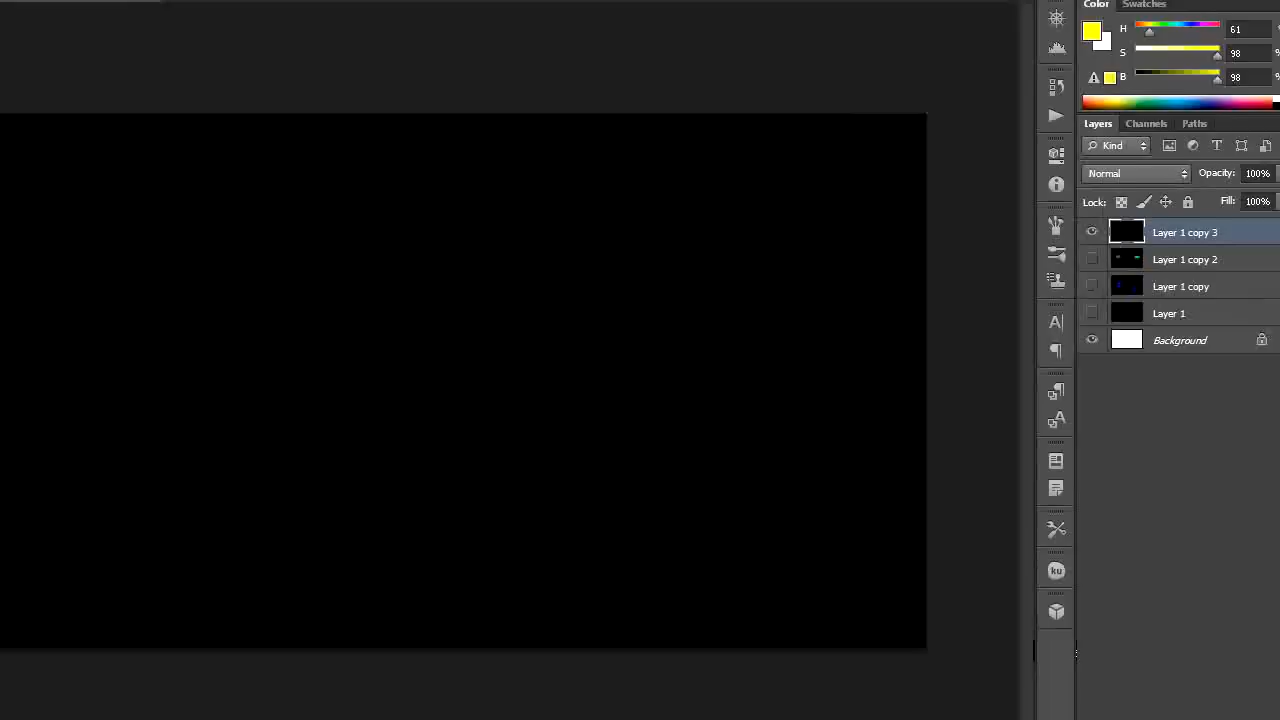 Color Swatches
H 61
S 98 %
B 98 %
Layers Channels Paths
Kind
Normal Opacity: 100%
Lock: Fill: 100%
Layer 1 copy 3
Layer 1 copy 2
Layer 1 copy
Layer 1
Background
A
ku